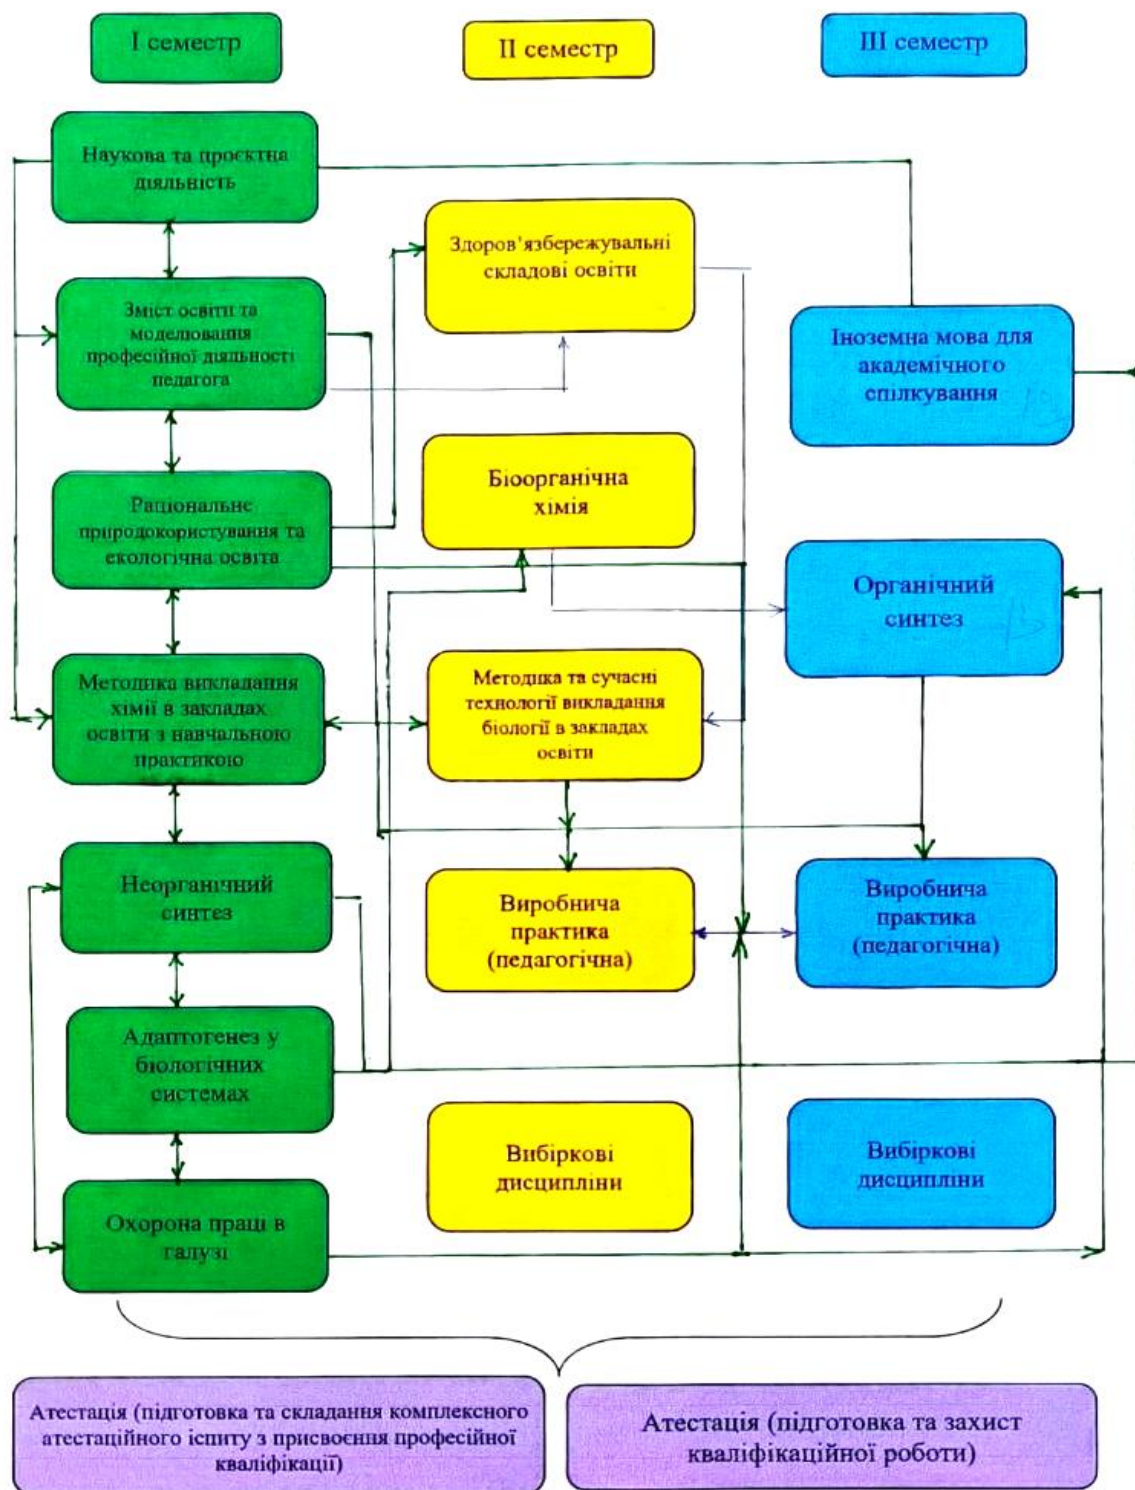 І семестр
ІІ семестр
ІІІ семестр
Наукова та проєктна
діяльність
Зміст освіти та
моделювання
професійної діяльності
педагога
Раціональне
природокористування та
екологічна освіта
Методика викладання
хімії в закладах
освіти з навчальною
практикою
Неорганічний
синтез
Адаптогенез у
біологічних
системах
Охорона праці в
галузі
Здоров'язбережувальні
складові освіти
Біоорганічна
хімія
Методика та сучасні
технології викладання
біології в закладах
освіти
Виробнича
практика
(педагогічна)
Вибіркові
дисципліни
Іноземна мова для
академічного
спілкування
Органічний
синтез
Виробнича
практика
(педагогічна)
Вибіркові
дисципліни
Атестація (підготовка та складання комплексного
атестаційного іспиту з присвоєння професійної
кваліфікації)
Атестація (підготовка та захист
кваліфікаційної роботи)